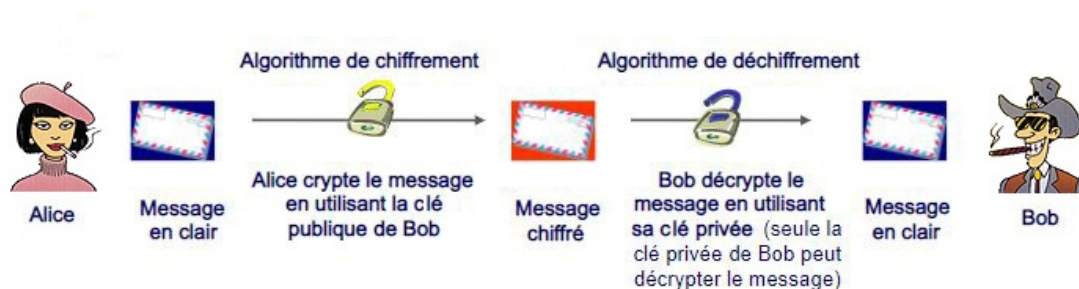 Algorithme de chiffrement
Algorithme de déchiffrement
Alice
Message
en clair
Alice crypte le message
en utilisant la clé
publique de Bob
Message
chiffré
Bob décrypte le
message en utilisant
sa clé privée (seule la
clé privée de Bob peut
décrypter le message)
Message
en clair
Bob